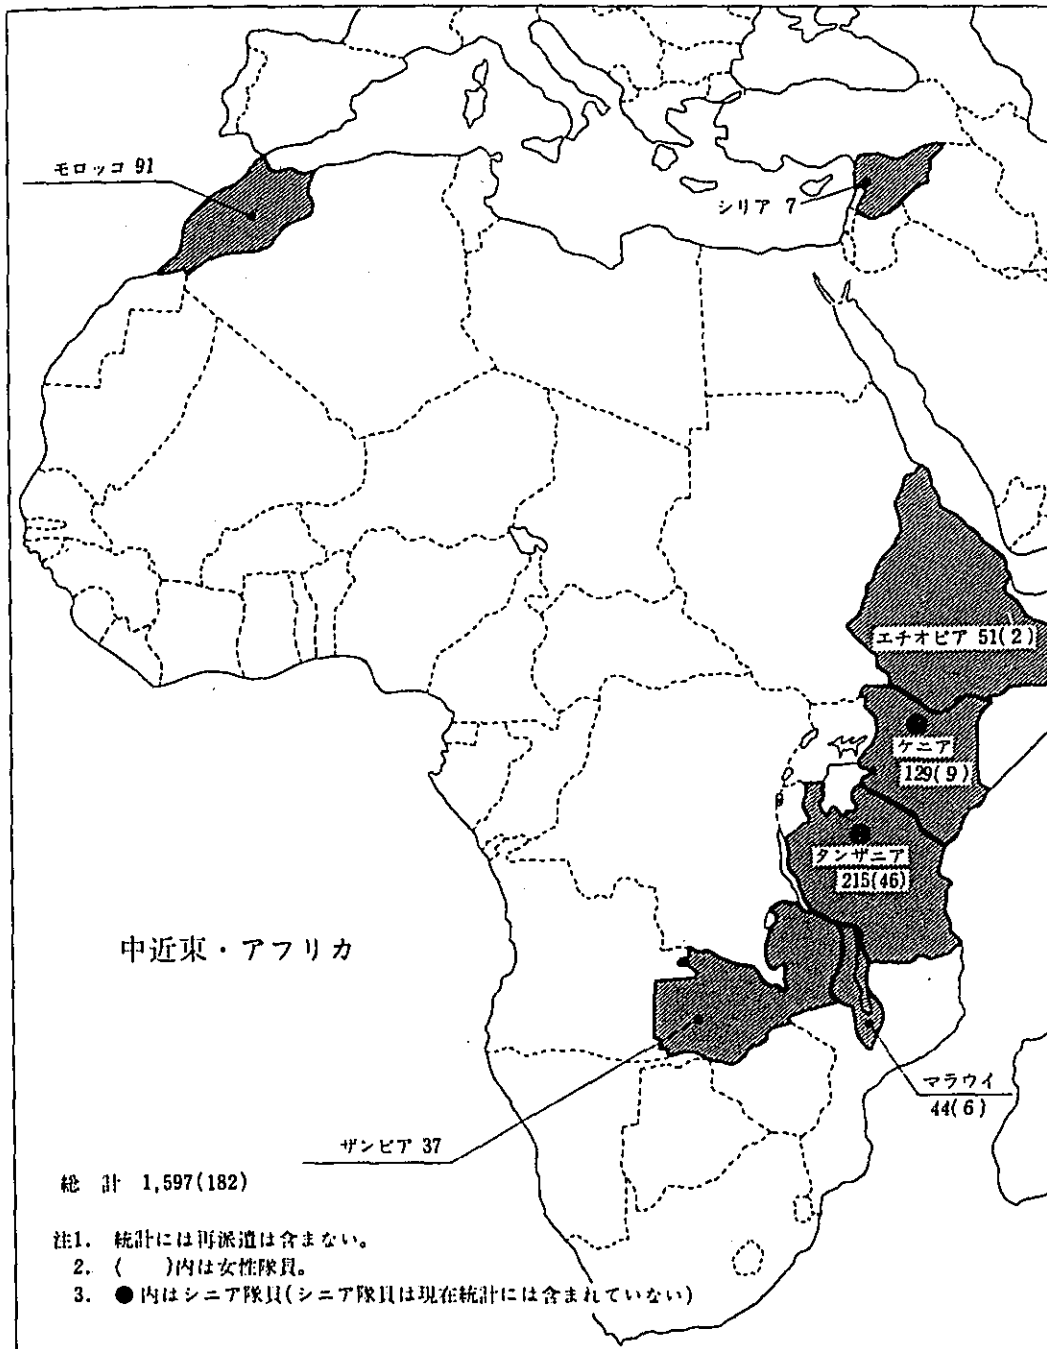 モロッコ 91
シリア 7
エチオピア 51(2)
ケニア
129(9)
タンザニア
215(46)
中近東・アフリカ
マラウイ
44(6)
ザンビア 37
総 計 1,597(182)
注1. 統計には再派遣は含まない。
2. ( )内は女性隊員。
3. ●内はシニア隊員(シニア隊員は現在統計には含まれていない)